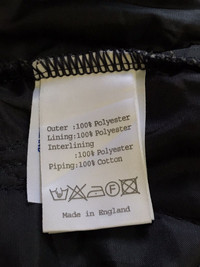 Outer :100% Polyester
Lining:100% Polyester
Interlining
:100% Polyester
Piping:100% Cotton
Made in England